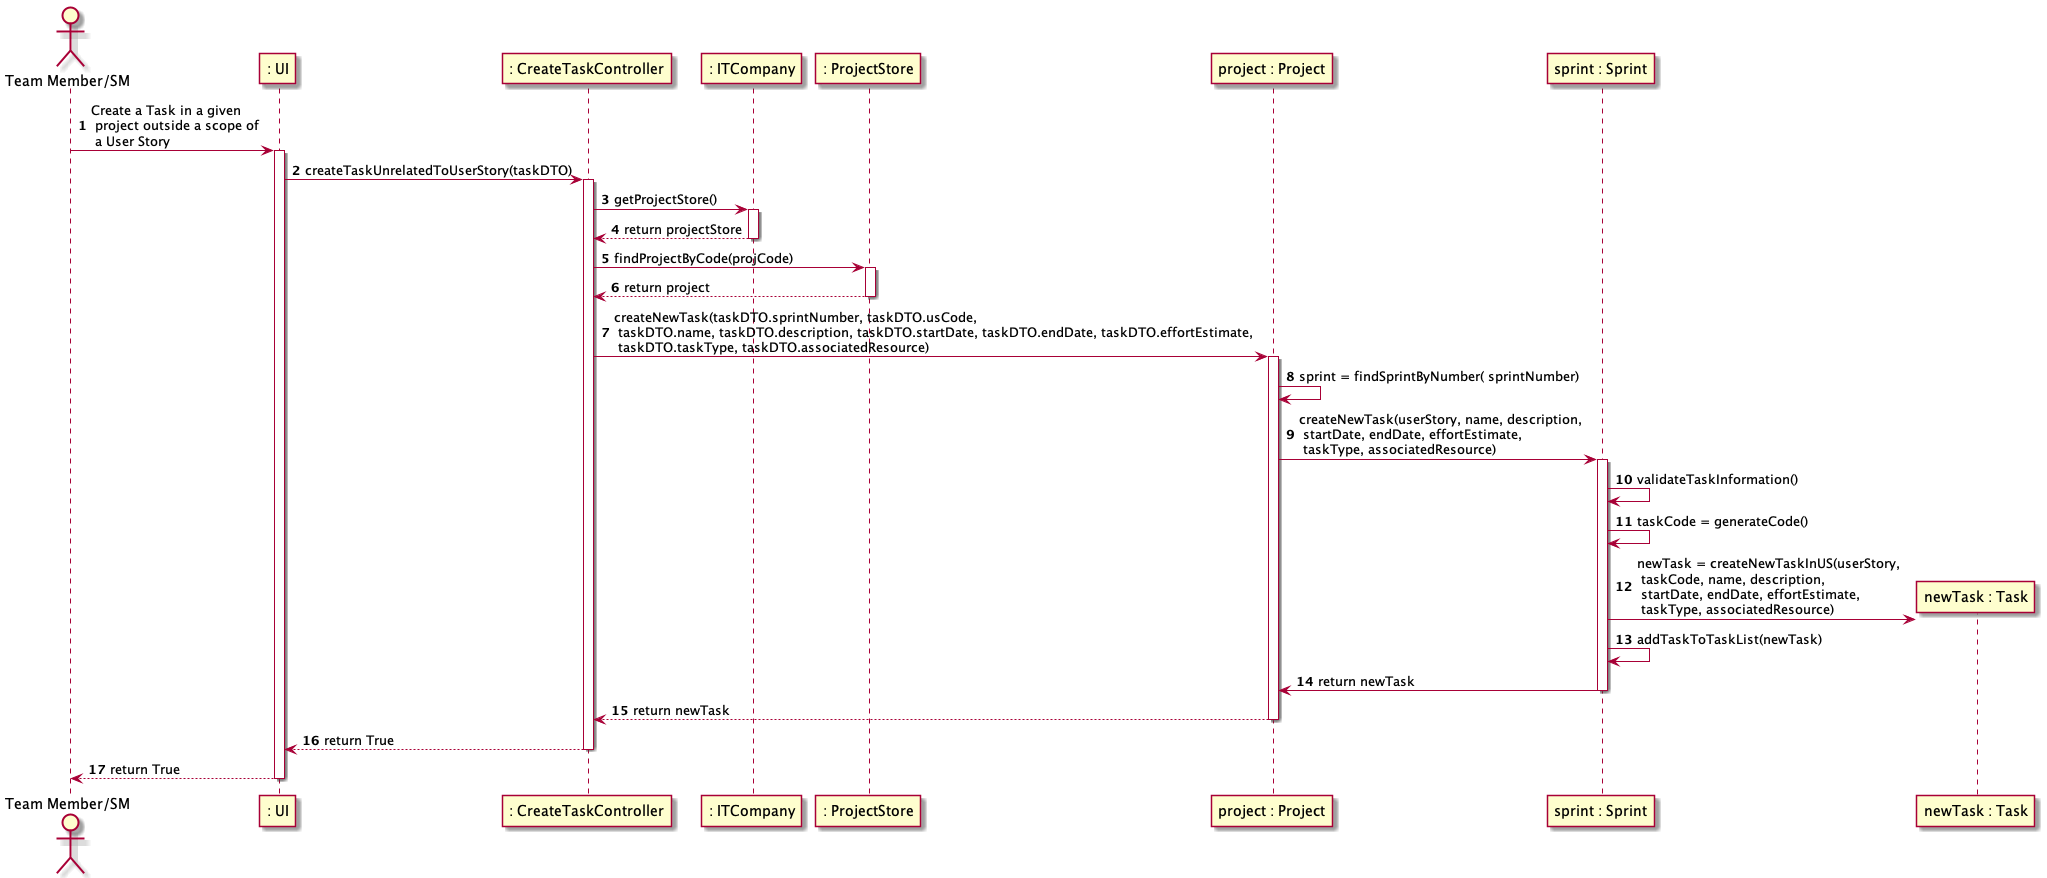 Team Member/SM
: UI
: CreateTaskController
: ITCompany
: ProjectStore
project : Project
sprint : Sprint
Create a Task in a given
1 project outside a scope of
a User Story
2 createTaskUnrelatedToUserStory(taskDTO)
3 getProjectStore()
4 return projectStore
5 findProjectByCode(projCode)
6 return project
createNewTask(taskDTO.sprintNumber, taskDTO.usCode,
7 taskDTO.name, taskDTO.description, taskDTO.startDate, taskDTO.endDate, taskDTO.effortEstimate,
taskDTO.taskType, taskDTO.associatedResource)
8 sprint = findSprintByNumber( sprintNumber)
createNewTask(userStory, name, description,
9 startDate, endDate, effortEstimate,
taskType, associatedResource)
10 validateTaskInformation()
11 taskCode = generateCode()
newTask = createNewTaskInUS(userStory,
12 taskCode, name, description,
startDate, endDate, effortEstimate,
taskType, associatedResource)
newTask : Task
13 addTaskToTaskList(newTask)
14 return newTask
15 return newTask
16 return True
17 return True
Team Member/SM
: UI
: CreateTaskController
: ITCompany
: ProjectStore
project : Project
sprint : Sprint
newTask : Task